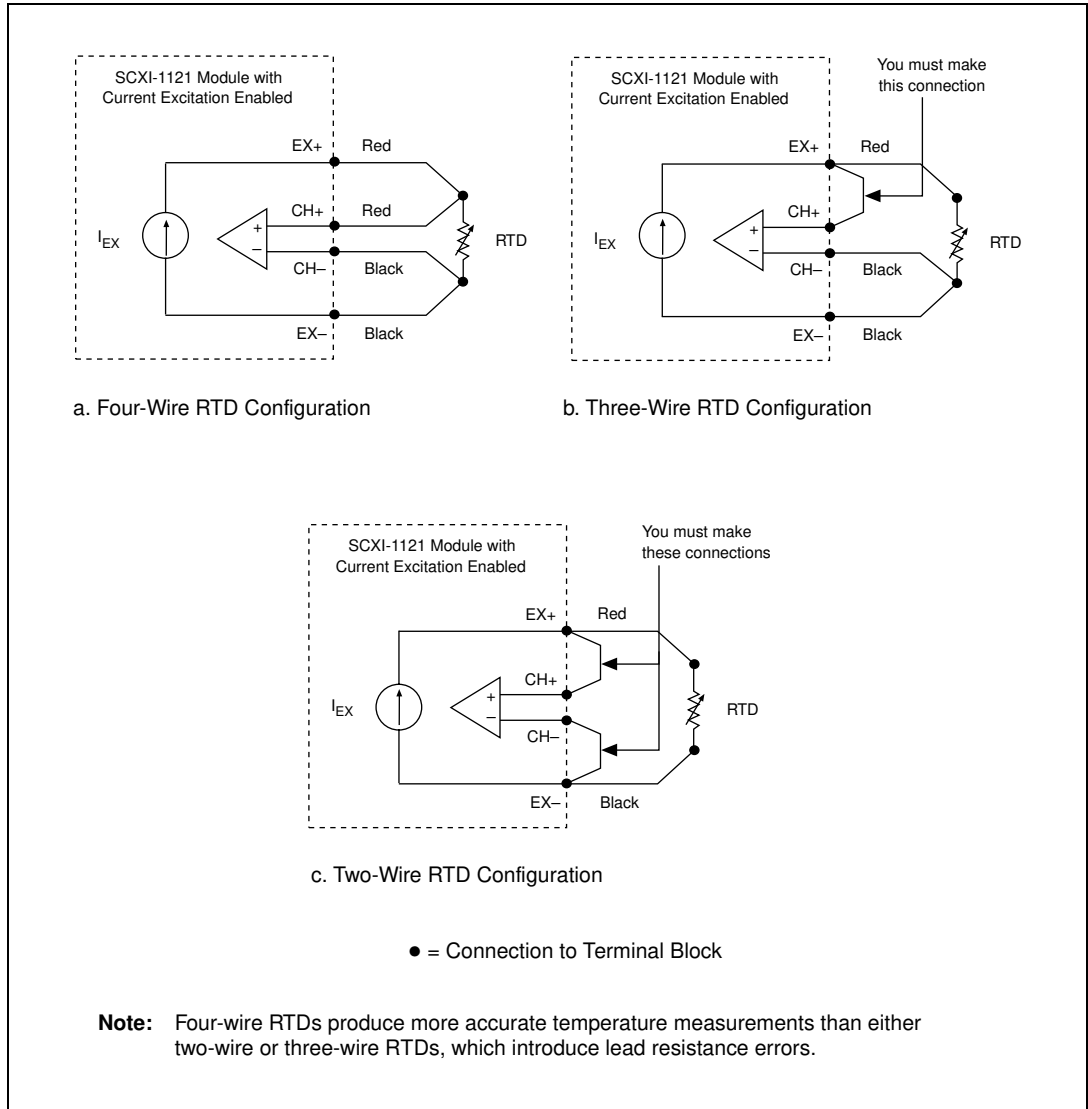 SCXI-1121 Module with
Current Excitation Enabled
EX+
Red
CH+
Red
I_EX
+
−
RTD
CH–
Black
EX–
Black
a. Four-Wire RTD Configuration
You must make
this connection
SCXI-1121 Module with
Current Excitation Enabled
EX+
Red
CH+
I_EX
+
−
RTD
CH–
Black
EX–
Black
b. Three-Wire RTD Configuration
You must make
these connections
SCXI-1121 Module with
Current Excitation Enabled
EX+
Red
CH+
I_EX
+
−
RTD
CH–
EX–
Black
c. Two-Wire RTD Configuration
● = Connection to Terminal Block
Note: Four-wire RTDs produce more accurate temperature measurements than either
two-wire or three-wire RTDs, which introduce lead resistance errors.